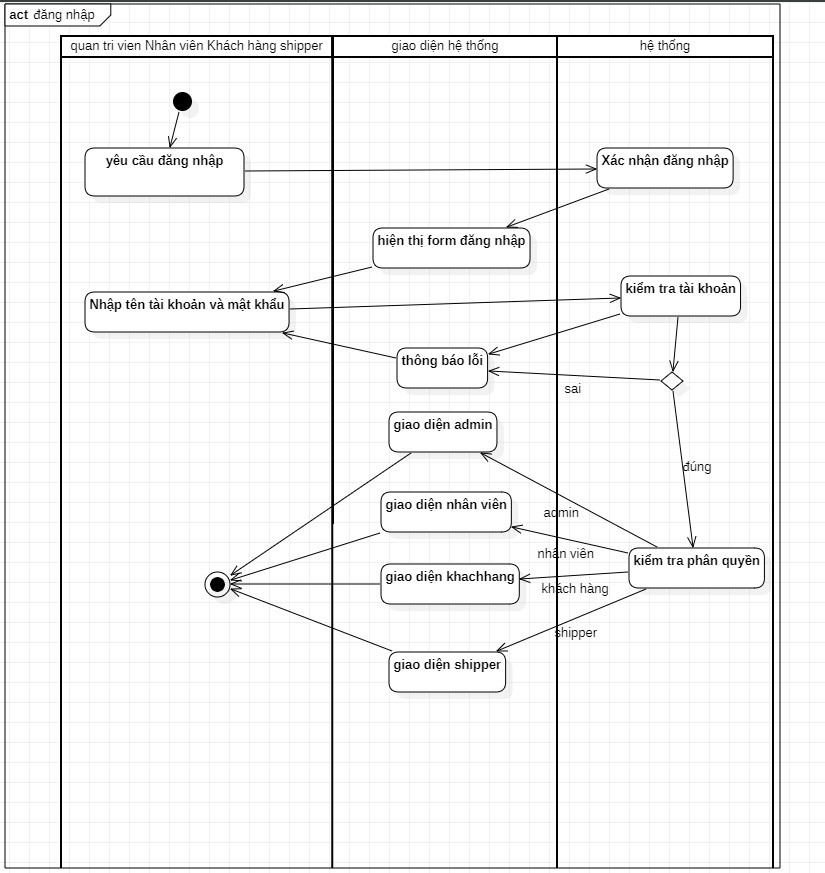 act đăng nhập
quan tri vien Nhân viên Khách hàng shipper
giao diện hệ thống
hệ thống
yêu cầu đăng nhập
Xác nhận đăng nhập
hiện thị form đăng nhập
kiểm tra tài khoản
Nhập tên tài khoản và mật khẩu
thông báo lỗi
sai
giao diện admin
đúng
giao diện nhân viên
admin
nhân viên
kiểm tra phân quyền
giao diện khachhang
khách hàng
shipper
giao diện shipper